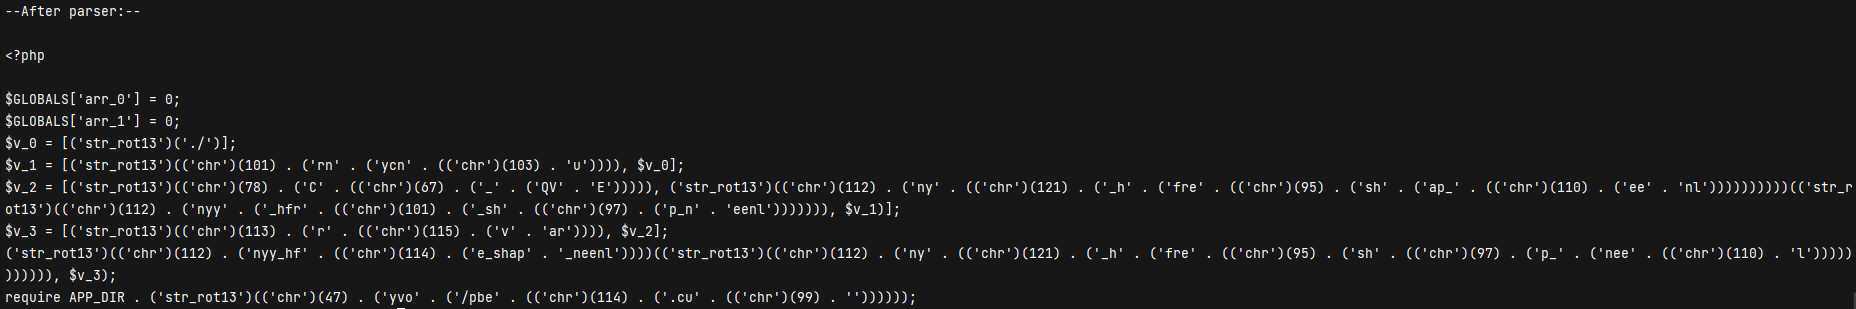 --After parser:--
<?php
$GLOBALS['arr_0'] = 0;
$GLOBALS['arr_1'] = 0;
$v_0 = [('str_rot13')('./')];
$v_1 = [('str_rot13')(('chr')(101) . ('rn' . ('ycn' . (('chr')(103) . 'u')))), $v_0];
$v_2 = [('str_rot13')(('chr')(78) . ('C' . (('chr')(67) . ('_' . ('QV' . 'E'))))), ('str_rot13')(('chr')(112) . ('ny' . (('chr')(121) . ('_h' . ('fre' . (('chr')(95) . ('sh' . ('ap_' . (('chr')(110) . ('ee' . 'nl'))))))))))(('str_r
ot13')(('chr')(112) . ('nyy' . ('_hfr' . (('chr')(101) . ('_sh' . (('chr')(97) . ('p_n' . 'eenl))))))), $v_1)];
$v_3 = [('str_rot13')(('chr')(113) . ('r' . (('chr')(115) . ('v' . 'ar')))), $v_2];
('str_rot13')(('chr')(112) . ('nyy_hf' . (('chr')(114) . ('e_shap' . '_neenl'))))(('str_rot13')(('chr')(112) . ('ny' . (('chr')(121) . ('_h' . ('fre' . (('chr')(95) . ('sh' . (('chr')(97) . ('p_' . ('nee' . (('chr')(110) . 'l')))))
)))))), $v_3);
require APP_DIR . ('str_rot13')(('chr')(47) . ('yvo' . ('/pbe' . (('chr')(114) . ('.cu' . (('chr')(99) . ''))))));